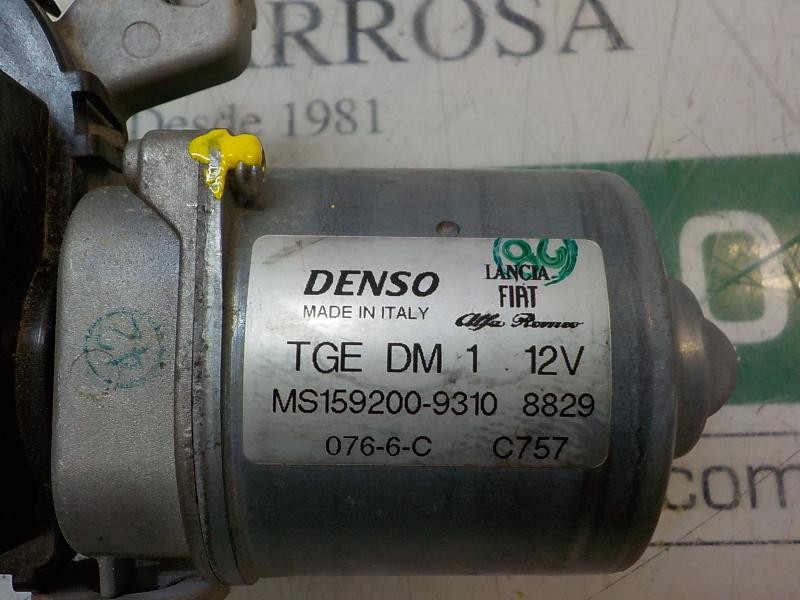 ARROSA
Desde 1981
DENSO
MADE IN ITALY
LANCIA
FIAT
Alfa Romeo
TGE DM 1 12V
MS159200-9310 8829
076-6-C C757
.com